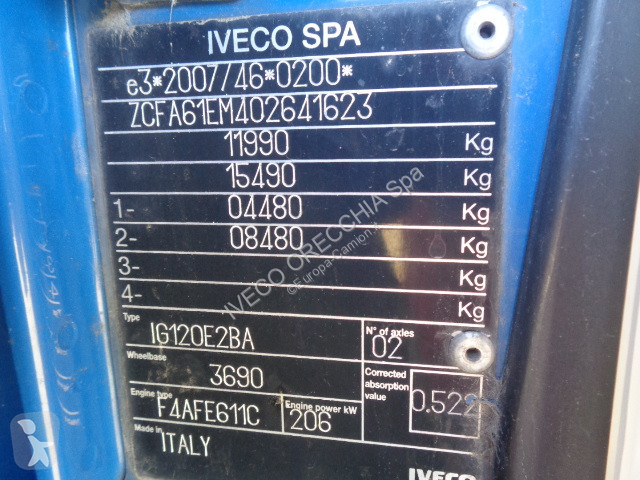 IVECO SPA
e3*2007/46*0200*
ZCFA61EM402641623
11990 Kg
15490 Kg
1- 04480 Kg
2- 08480 Kg
3- Kg
4- Kg
Type IG120E2BA
N° of axles 02
Wheelbase 3690
Corrected absorption value 0.522
Engine type F4AFE611C
Engine power kW 206
Made in ITALY
IVECO
IVECO ORECCHIA Spa
©Europa-Camion